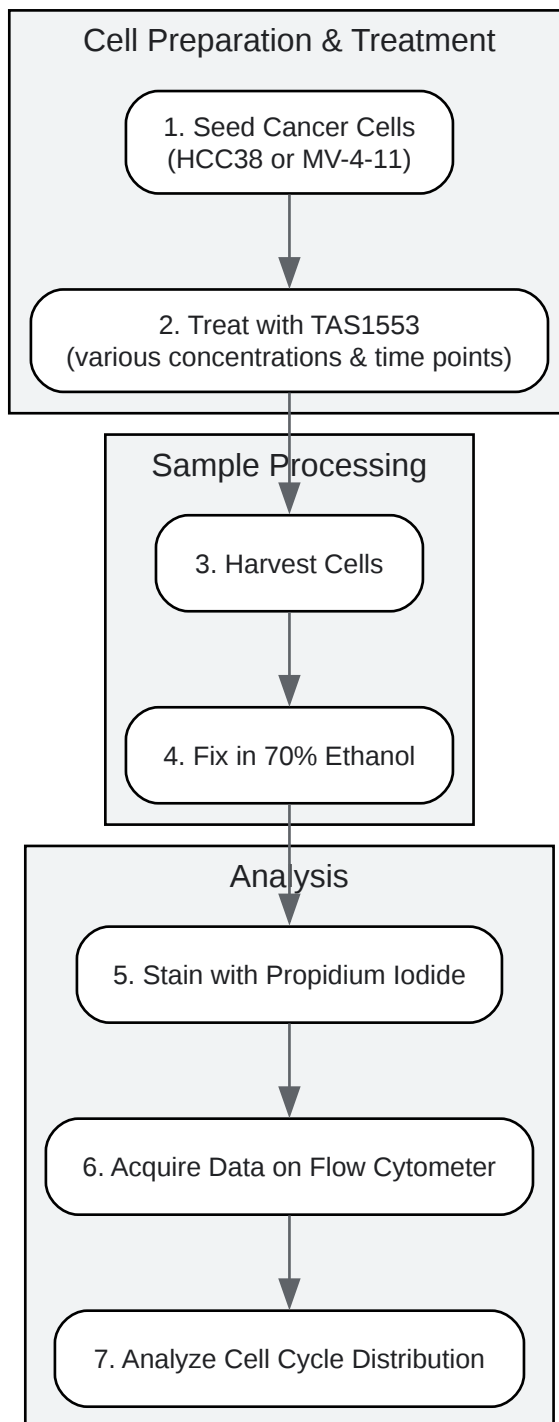 Cell Preparation & Treatment
1. Seed Cancer Cells
(HCC38 or MV-4-11)
2. Treat with TAS1553
(various concentrations & time points)
Sample Processing
3. Harvest Cells
4. Fix in 70% Ethanol
Analysis
5. Stain with Propidium Iodide
6. Acquire Data on Flow Cytometer
7. Analyze Cell Cycle Distribution